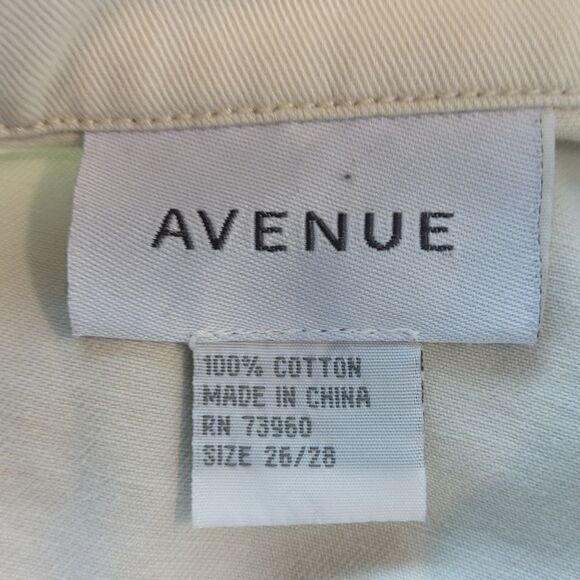 AVENUE
100% COTTON
MADE IN CHINA
RN 73960
SIZE 26/28